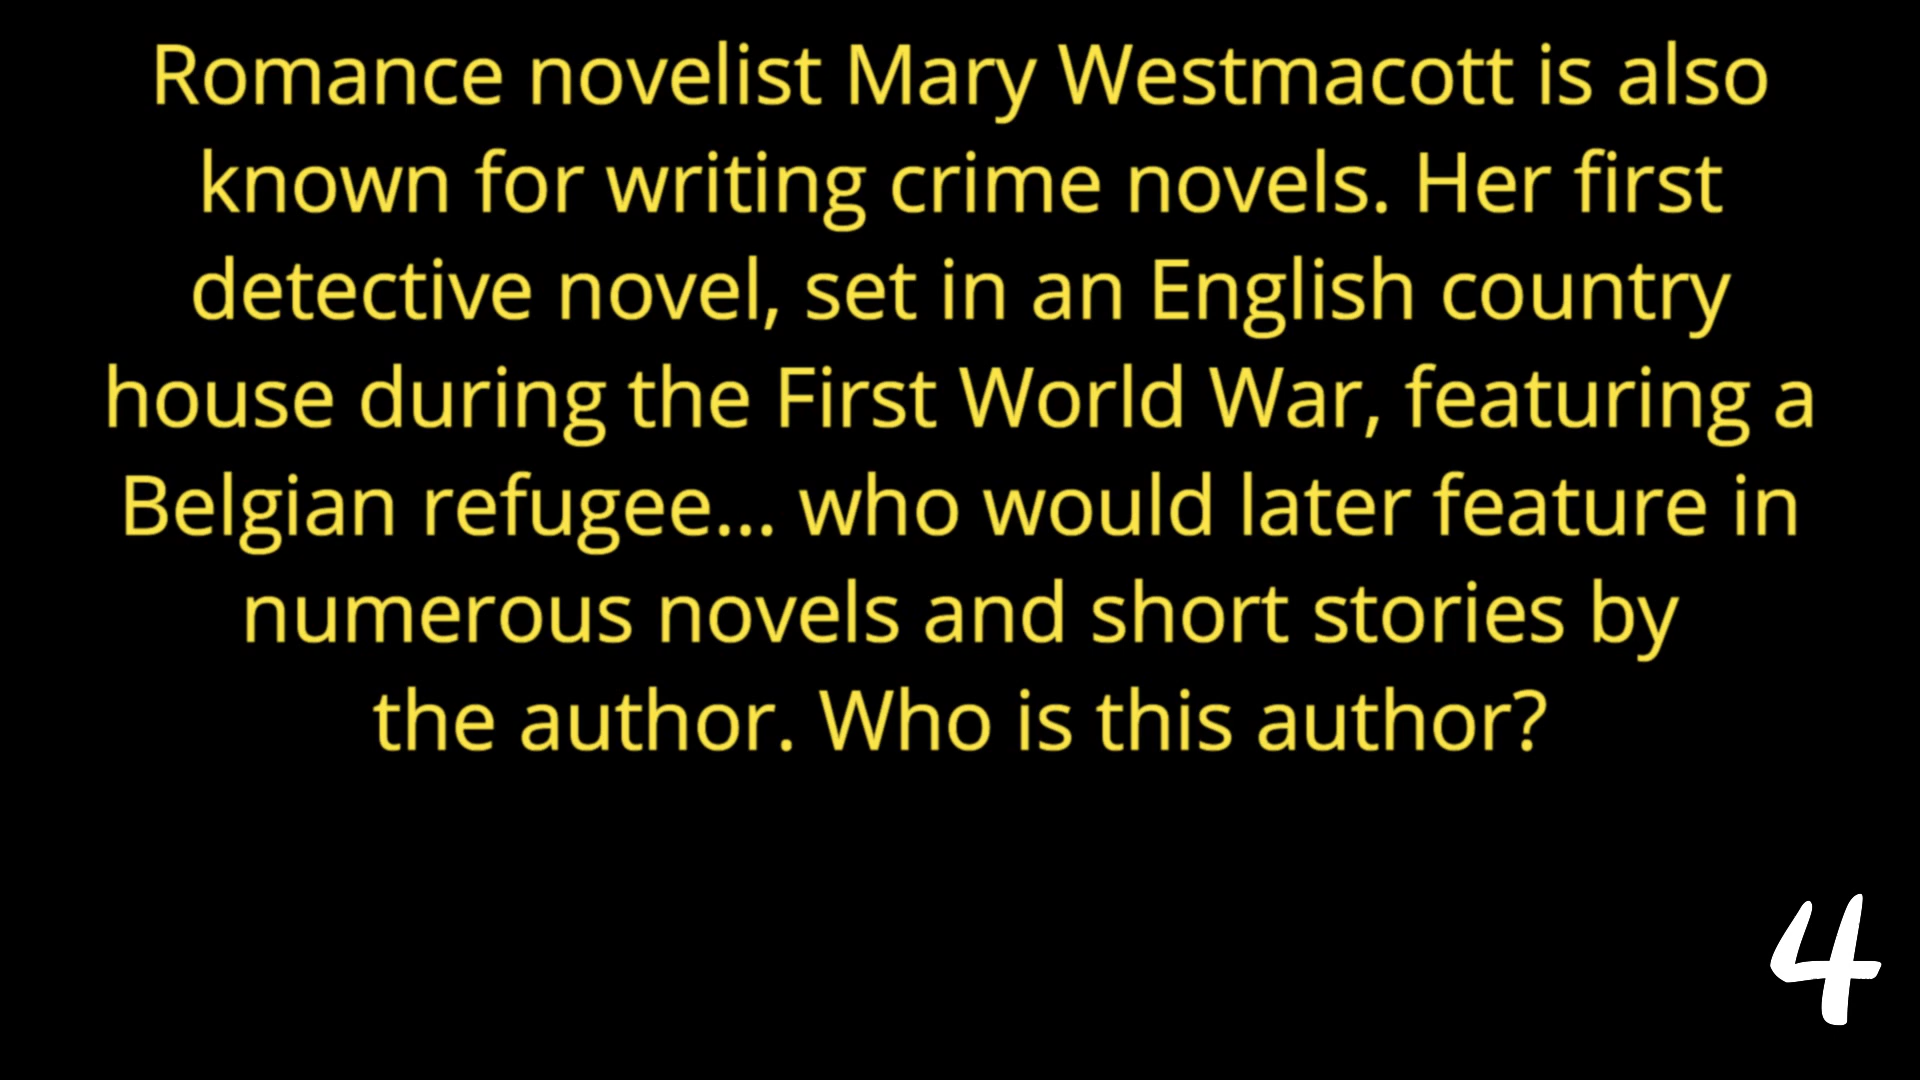 Romance novelist Mary Westmacott is also
known for writing crime novels. Her first
detective novel, set in an English country
house during the First World War, featuring a
Belgian refugee... who would later feature in
numerous novels and short stories by
the author. Who is this author?
4